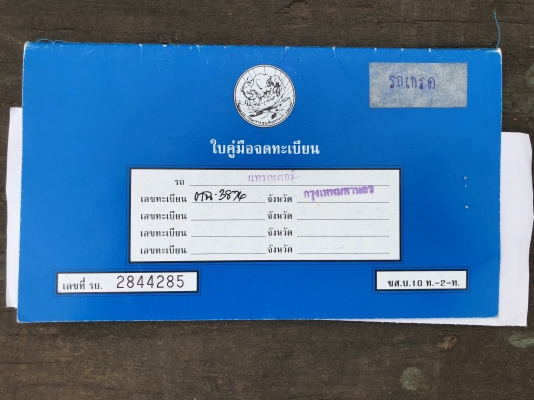 รถเกรด
ใบคู่มือจดทะเบียน
รถ แทรกเตอร์
เลขทะเบียน ตฉ-3876 จังหวัด กรุงเทพมหานคร
เลขทะเบียน จังหวัด
เลขทะเบียน จังหวัด
เลขทะเบียน จังหวัด
เลขที่ รย. 2844285
ขส.บ.10 ท.-2-ท.